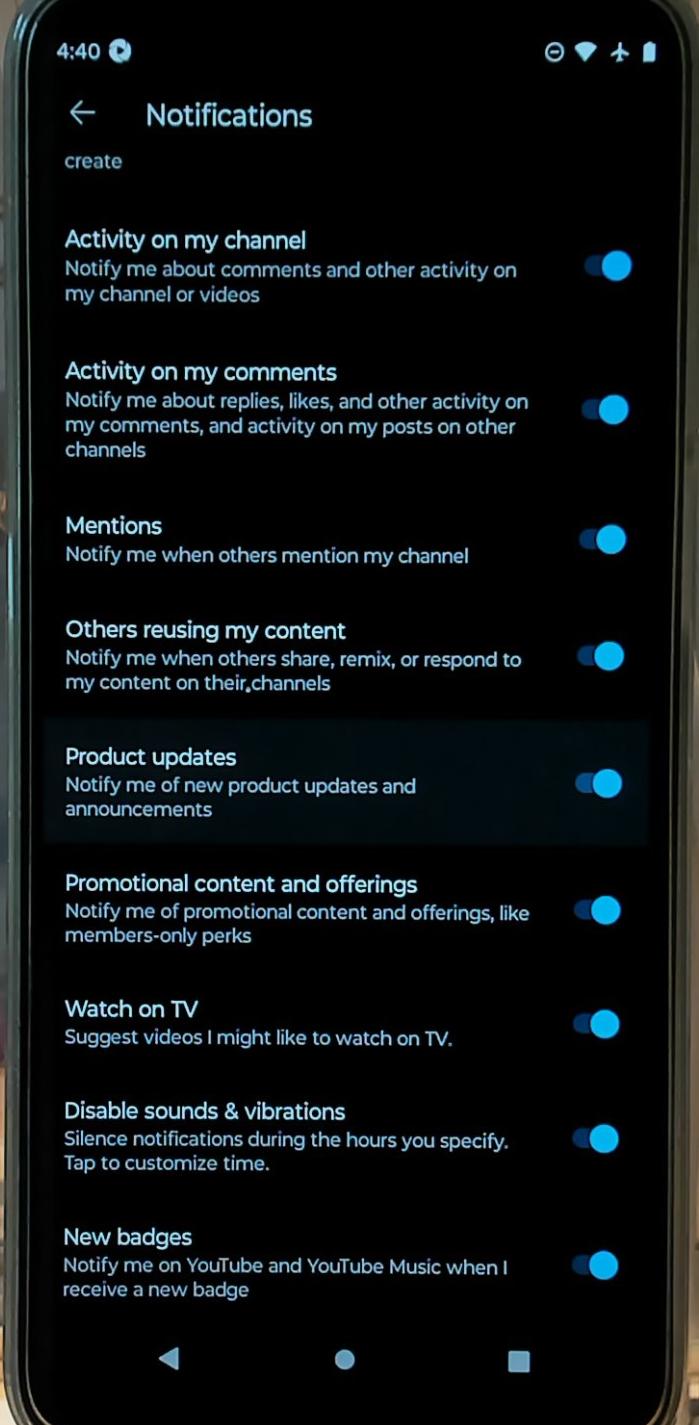 4:40
Notifications
create
Activity on my channel
Notify me about comments and other activity on
my channel or videos
Activity on my comments
Notify me about replies, likes, and other activity on
my comments, and activity on my posts on other
channels
Mentions
Notify me when others mention my channel
Others reusing my content
Notify me when others share, remix, or respond to
my content on their channels
Product updates
Notify me of new product updates and
announcements
Promotional content and offerings
Notify me of promotional content and offerings, like
members-only perks
Watch on TV
Suggest videos I might like to watch on TV.
Disable sounds & vibrations
Silence notifications during the hours you specify.
Tap to customize time.
New badges
Notify me on YouTube and YouTube Music when I
receive a new badge